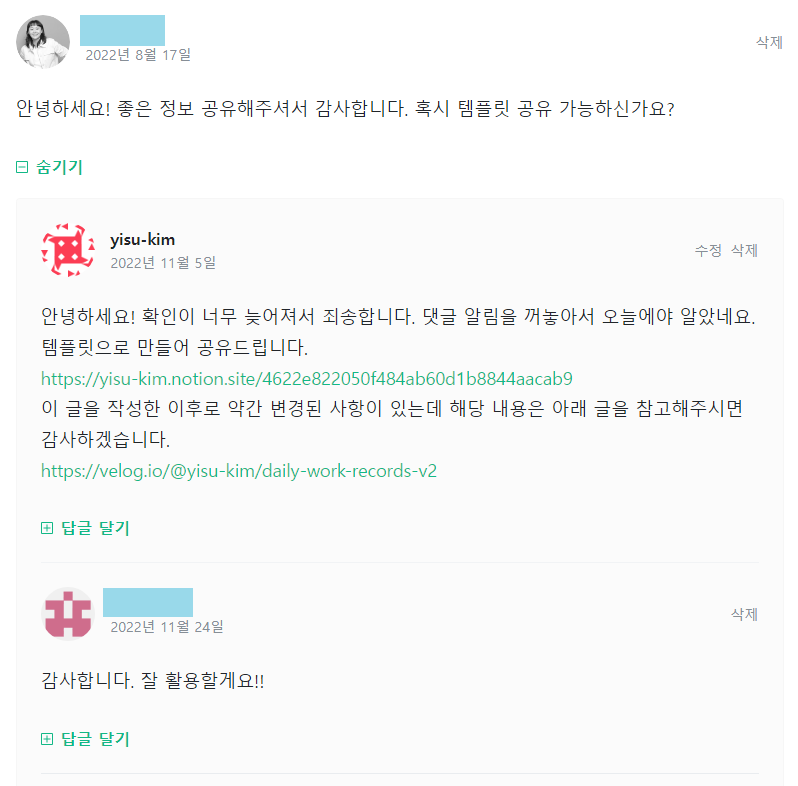 2022년 8월 17일
삭제
안녕하세요! 좋은 정보 공유해주셔서 감사합니다. 혹시 템플릿 공유 가능하신가요?
숨기기
yisu-kim
2022년 11월 5일
수정 삭제
안녕하세요! 확인이 너무 늦어져서 죄송합니다. 댓글 알림을 꺼놓아서 오늘에야 알았네요.
템플릿으로 만들어 공유드립니다.
https://yisu-kim.notion.site/4622e822050f484ab60d1b8844aacab9
이 글을 작성한 이후로 약간 변경된 사항이 있는데 해당 내용은 아래 글을 참고해주시면
감사하겠습니다.
https://velog.io/@yisu-kim/daily-work-records-v2
답글 달기
2022년 11월 24일
삭제
감사합니다. 잘 활용할게요!!
답글 달기